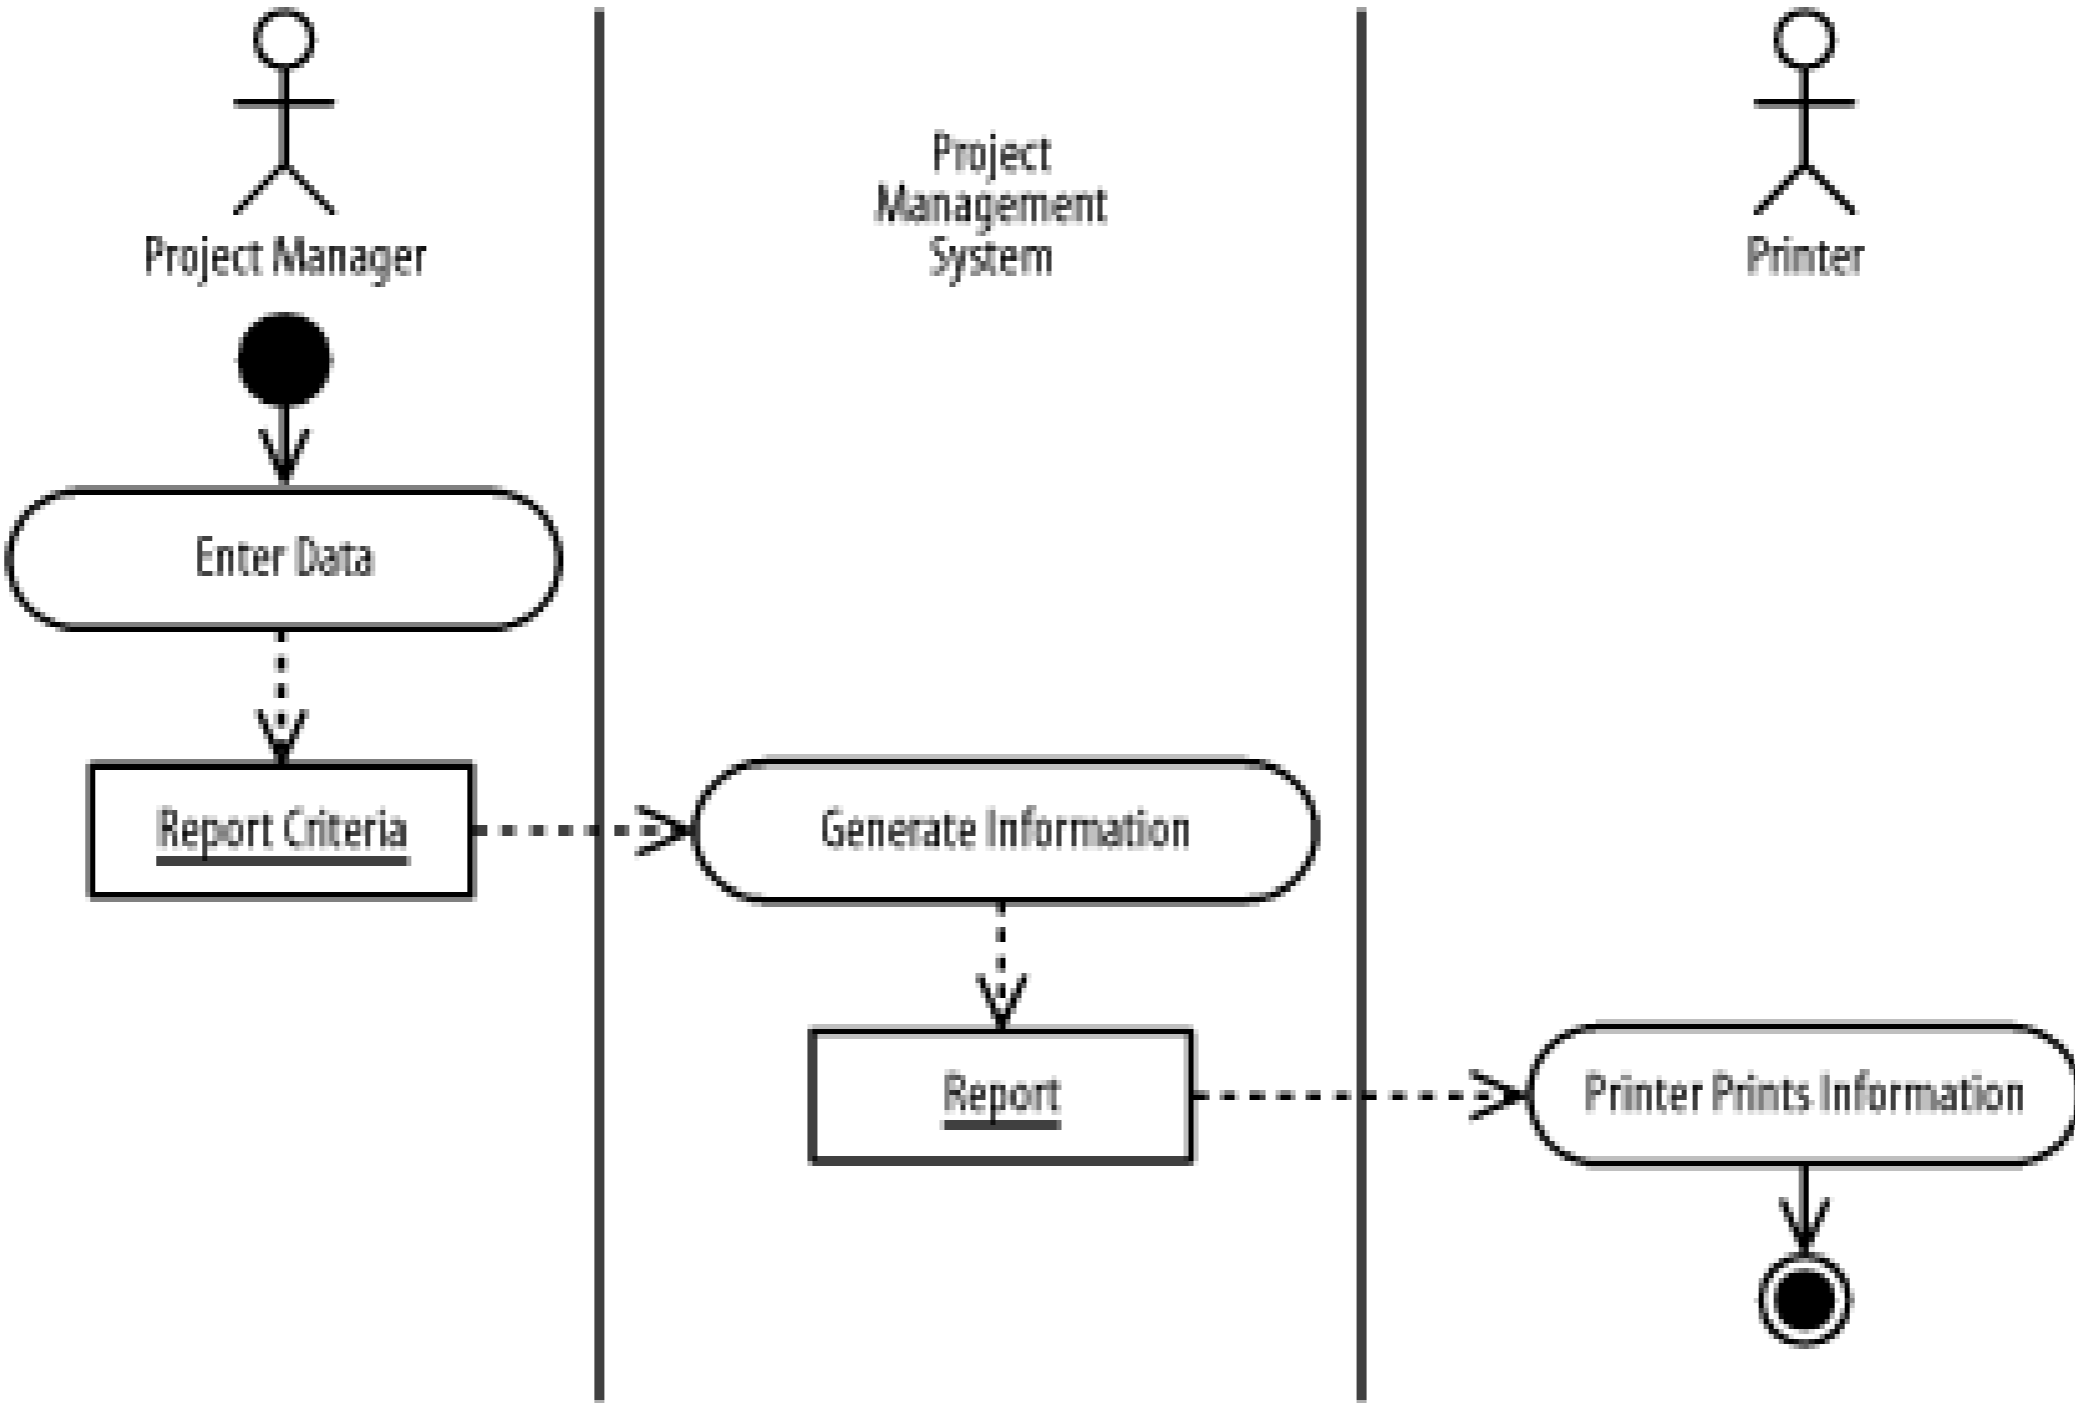 Project Manager
Project
Management
System
Printer
Enter Data
Report Criteria
Generate Information
Report
Printer Prints Information